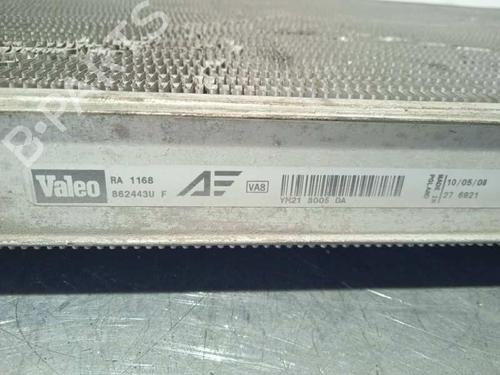 B-PARTS
Valeo
RA 1168
862443U F
VA8
YM21 8005 DA
MADE IN
POLAND
10/05/08
27 6821